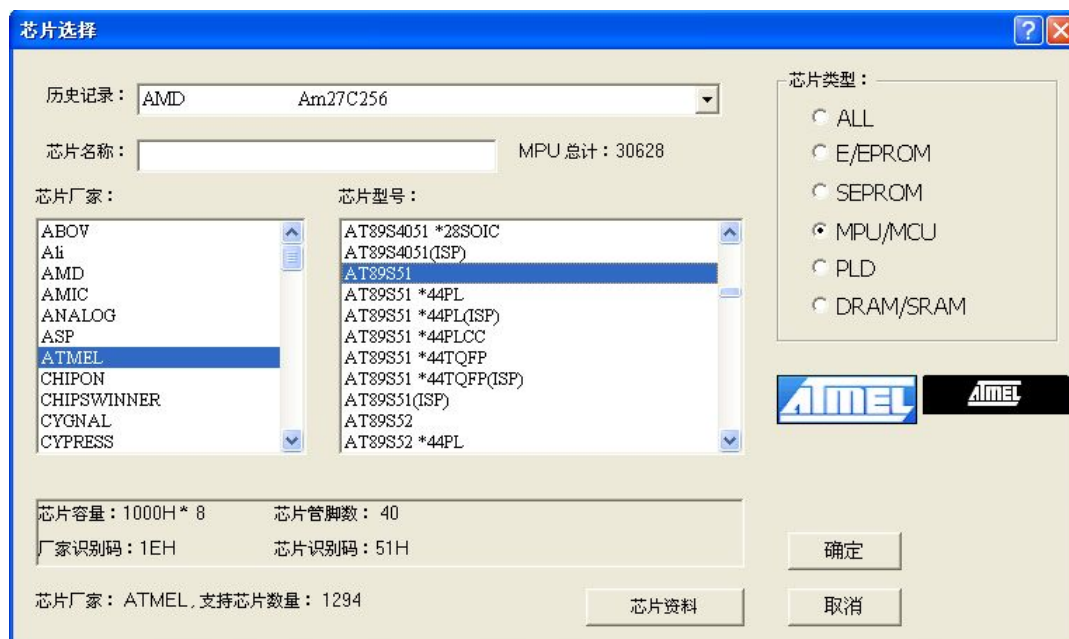 芯片选择
历史记录： AMD Am27C256
芯片名称： MPU 总计：30628
芯片厂家：
ABOV
Ali
AMD
AMIC
ANALOG
ASP
ATMEL
CHIPON
CHIPSWINNER
CYGNAL
CYPRESS
芯片型号：
AT89S4051 *28SOIC
AT89S4051(ISP)
AT89S51
AT89S51 *44PL
AT89S51 *44PL(ISP)
AT89S51 *44PLCC
AT89S51 *44TQFP
AT89S51 *44TQFP(ISP)
AT89S51(ISP)
AT89S52
AT89S52 *44PL
芯片类型：
ALL
E/EPROM
SEPROM
MPU/MCU
PLD
DRAM/SRAM
ATMEL
ATMEL
芯片容量：1000H* 8 芯片管脚数： 40
厂家识别码：1EH 芯片识别码：51H
确定
芯片厂家： ATMEL,支持芯片数量： 1294
芯片资料
取消